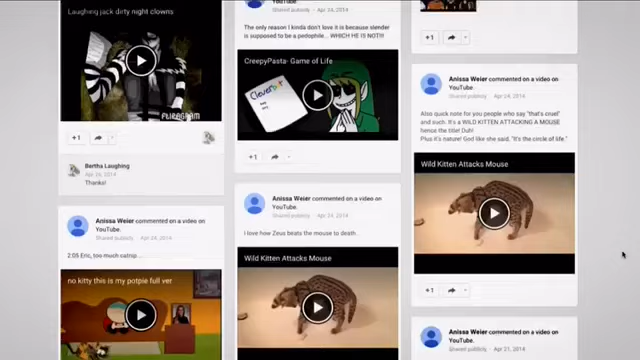 Laughing jack dirty night clowns
FLIPAGRAM
+1
Bertha Laughing
Apr 24, 2014
Thanks!
Anissa Weier commented on a video on
YouTube.
Shared publicly - Apr 24, 2014
2:05 Eric, too much catnip...
no kitty this is my potpie full ver
YouTube.
Shared publicly - Apr 24, 2014
The only reason I kinda don't love it is because slender
is supposed to be a pedophile... WHICH HE IS NOT!!!
CreepyPasta- Game of Life
Cleverbot
+1
Anissa Weier commented on a video on
YouTube.
Shared publicly - Apr 24, 2014
I love how Zeus beats the mouse to death.
Wild Kitten Attacks Mouse
+1
Anissa Weier commented on a video on
YouTube.
Shared publicly - Apr 24, 2014
Also quick note for you people who say "that's cruel"
and such. It's a WILD KITTEN ATTACKING A MOUSE
hence the title! Duh!
Plus it's nature! God like she said, "It's the circle of life."
Wild Kitten Attacks Mouse
+1
Anissa Weier commented on a video on
YouTube.
Shared publicly - Apr 21, 2014